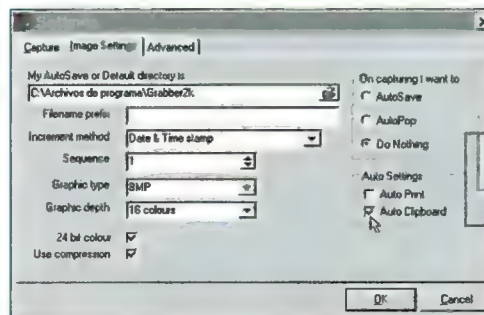 Settings
Capture Image Settings Advanced
My AutoSave or Default directory is
C:\Archivos de programa\Grabber2k
Filename prefix
Increment method Date & Time stamp
Sequence 1
Graphic type BMP
Graphic depth 16 colours
24 bit colour
Use compression
On capturing I want to
AutoSave
AutoPop
Do Nothing
Auto Settings
Auto Print
Auto Clipboard
OK Cancel